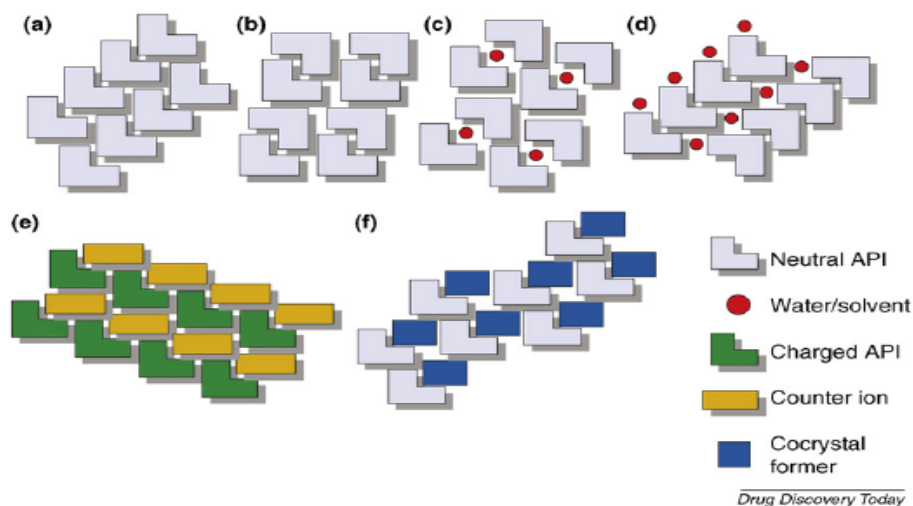 (a)
(b)
(c)
(d)
(e)
(f)
Neutral API
Water/solvent
Charged API
Counter ion
Cocrystal
former
Drug Discovery Today